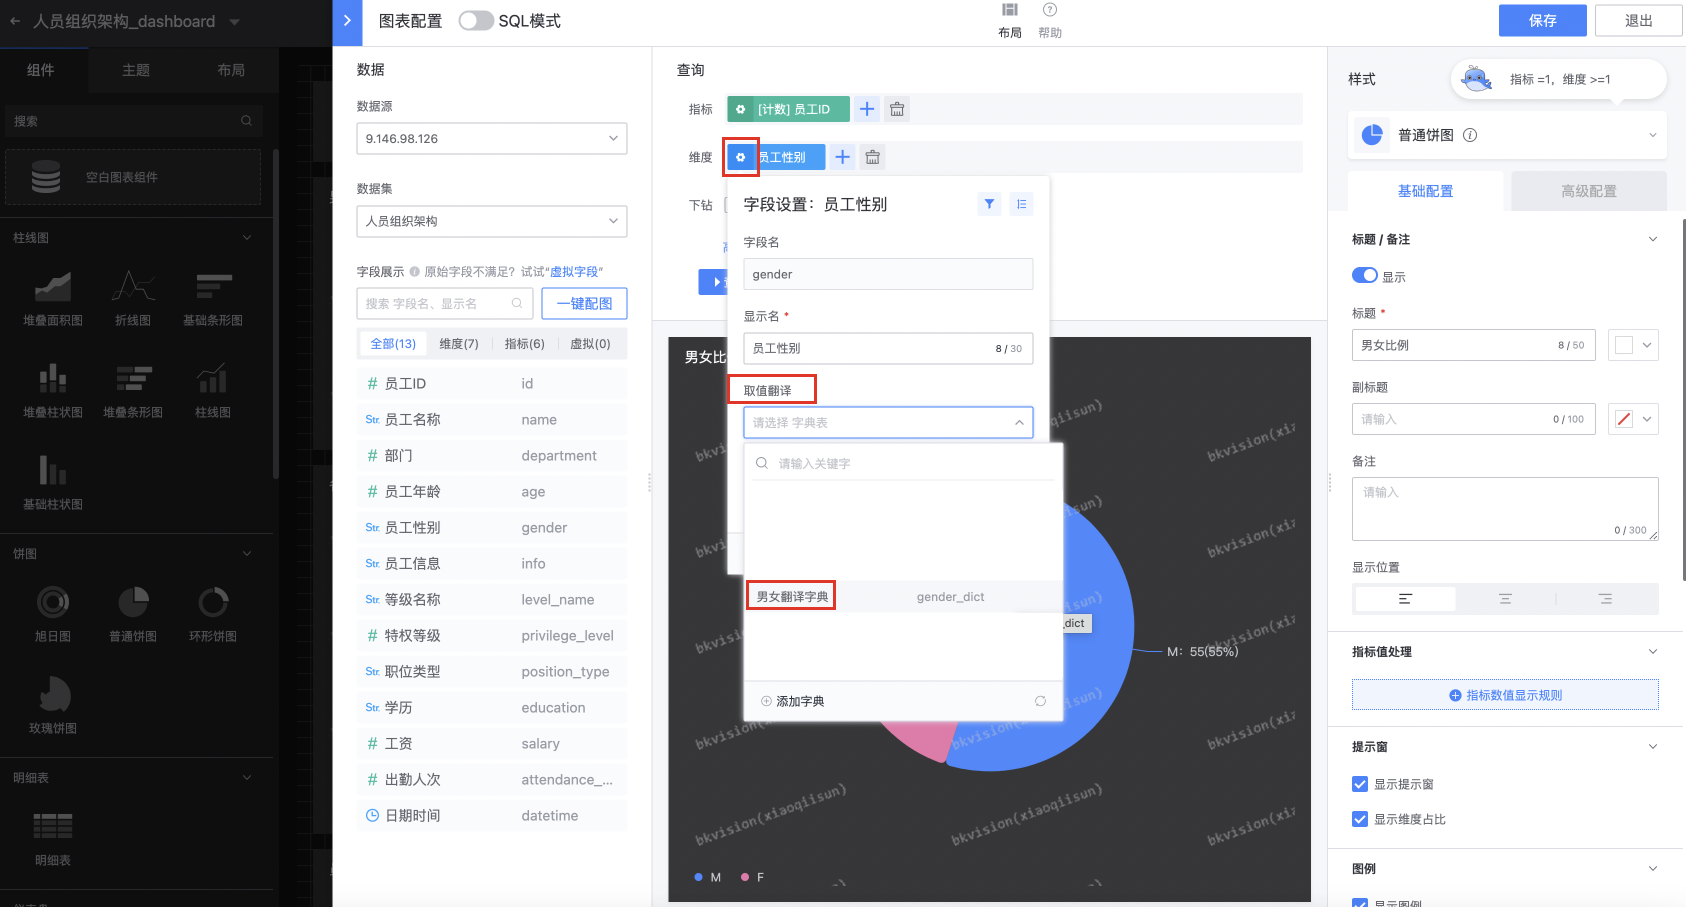 人员组织架构_dashboard
图表配置
SQL模式
布局
帮助
保存
退出
组件
主题
布局
搜索
空白图表组件
柱线图
堆叠面积图
折线图
基础条形图
堆叠柱状图
堆叠条形图
柱线图
基础柱状图
饼图
旭日图
普通饼图
环形饼图
玫瑰饼图
明细表
明细表
数据
数据源
9.146.98.126
数据集
人员组织架构
字段展示 原始字段不满足？试试“虚拟字段”
搜索 字段名、显示名
一键配图
全部(13)
维度(7)
指标(6)
虚拟(0)
# 员工ID id
Str. 员工名称 name
# 部门 department
# 员工年龄 age
Str. 员工性别 gender
Str. 员工信息 info
Str. 等级名称 level_name
# 特权等级 privilege_level
Str. 职位类型 position_type
Str. 学历 education
# 工资 salary
# 出勤人次 attendance_...
日期时间 datetime
查询
指标
[计数] 员工ID
维度
员工性别
下钻
字段设置：员工性别
字段名
gender
显示名 *
员工性别
8 / 30
取值翻译
请选择 字典表
请输入关键字
男女翻译字典
gender_dict
_dict
添加字典
男女比
M： 55(55%)
M
F
bkvision(xiaoqiisun)
bkvision(xiaoqiisun)
bkvision(xiaoqiisun)
样式
指标 =1，维度 >=1
普通饼图
基础配置
高级配置
标题 / 备注
显示
标题 *
男女比例
8 / 50
副标题
请输入
0 / 100
备注
请输入
0 / 300
显示位置
指标值处理
指标数值显示规则
提示窗
显示提示窗
显示维度占比
图例
显示图例